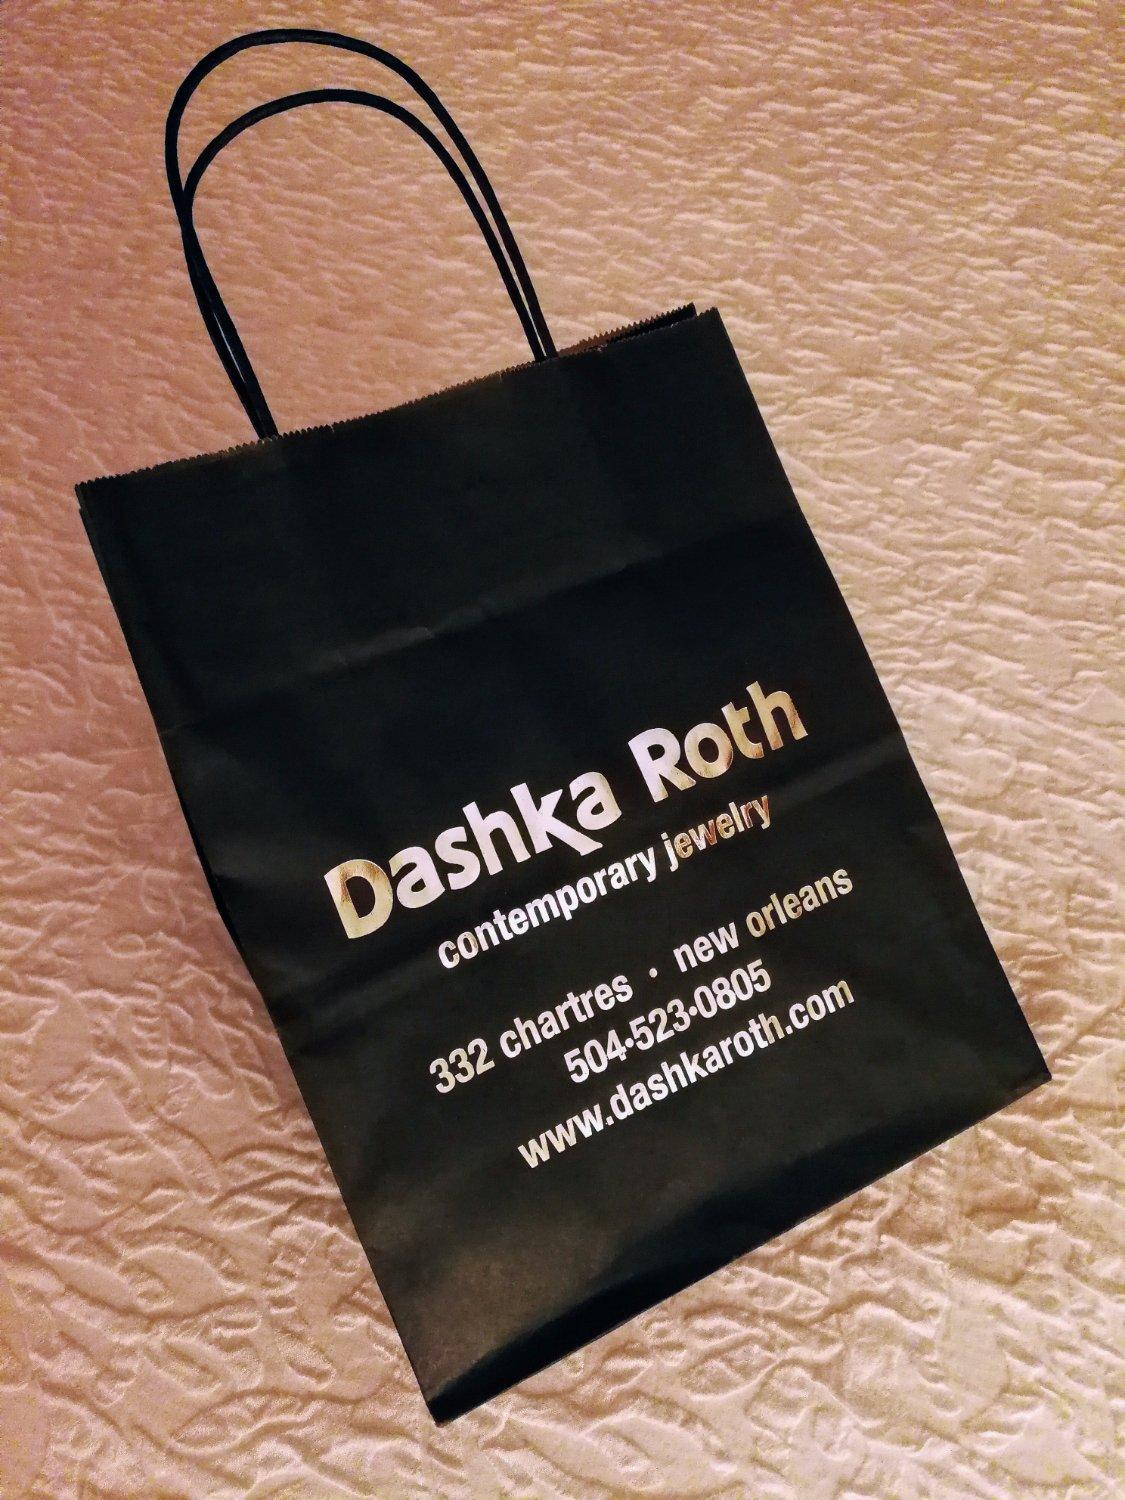 Dashka Roth
contemporary jewelry
332 chartres • new orleans
504•523•0805
www.dashkaroth.com